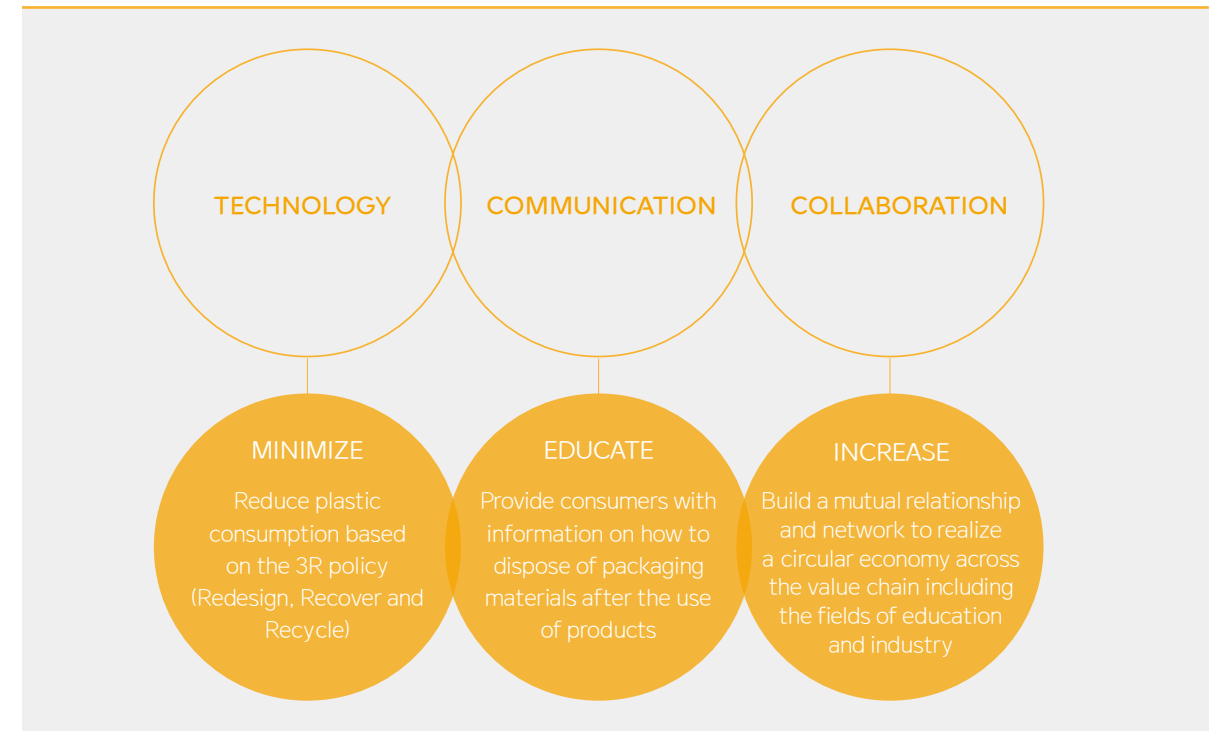 TECHNOLOGY
COMMUNICATION
COLLABORATION
MINIMIZE
Reduce plastic
consumption based
on the 3R policy
(Redesign, Recover and
Recycle)
EDUCATE
Provide consumers with
information on how to
dispose of packaging
materials after the use
of products
INCREASE
Build a mutual relationship
and network to realize
a circular economy across
the value chain including
the fields of education
and industry